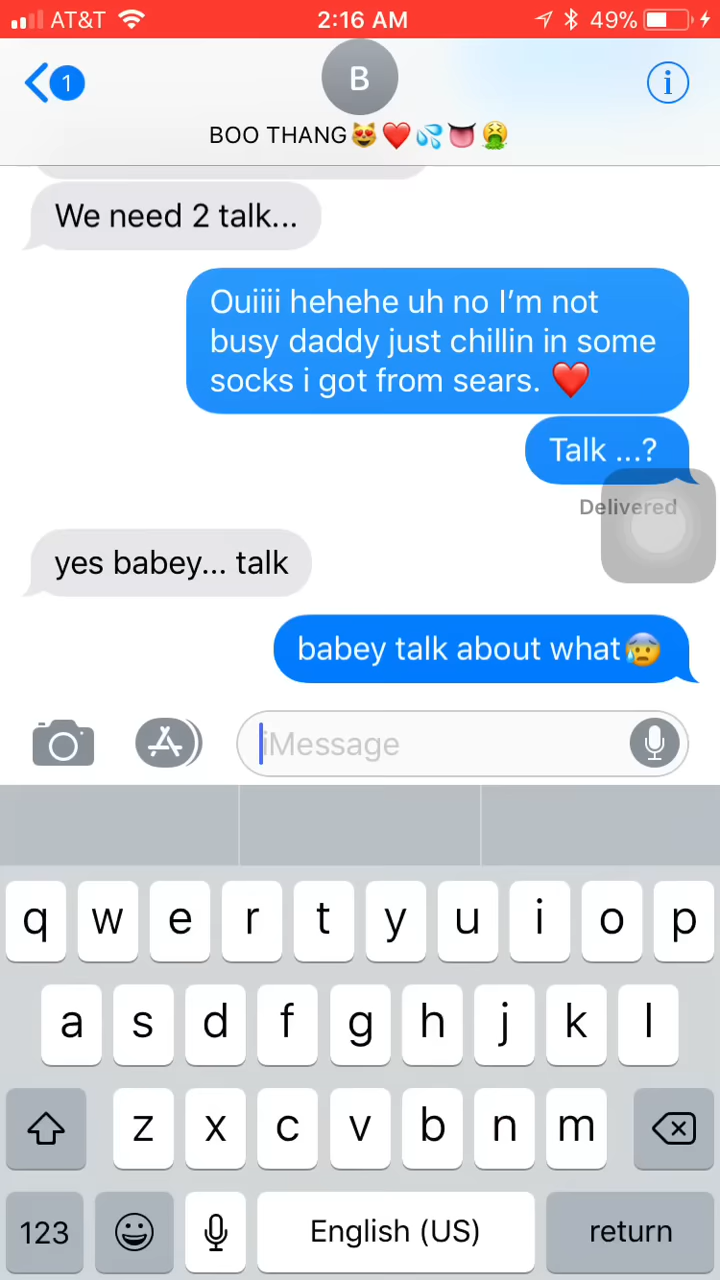 AT&T 2:16 AM 49%
1
B
i
BOO THANG😻❤️💦👅🤮
We need 2 talk...
Ouiiii hehehe uh no I’m not
busy daddy just chillin in some
socks i got from sears. ❤️
Talk ...?
Delivered
yes babey... talk
babey talk about what😰
iMessage
q w e r t y u i o p
a s d f g h j k l
z x c v b n m
123 English (US) return